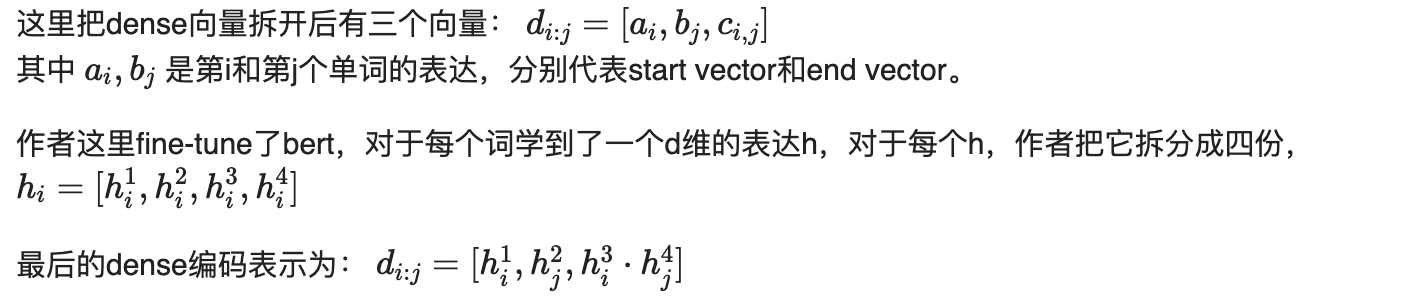 这里把dense向量拆开后有三个向量： $d_{i:j} = [a_i, b_j, c_{i,j}]$
其中 $a_i, b_j$ 是第i和第j个单词的表达，分别代表start vector和end vector。
作者这里fine-tune了bert，对于每个词学到了一个d维的表达h，对于每个h，作者把它拆分成四份，
$h_i = [h_i^1, h_i^2, h_i^3, h_i^4]$
最后的dense编码表示为： $d_{i:j} = [h_i^1, h_j^2, h_i^3 \cdot h_j^4]$